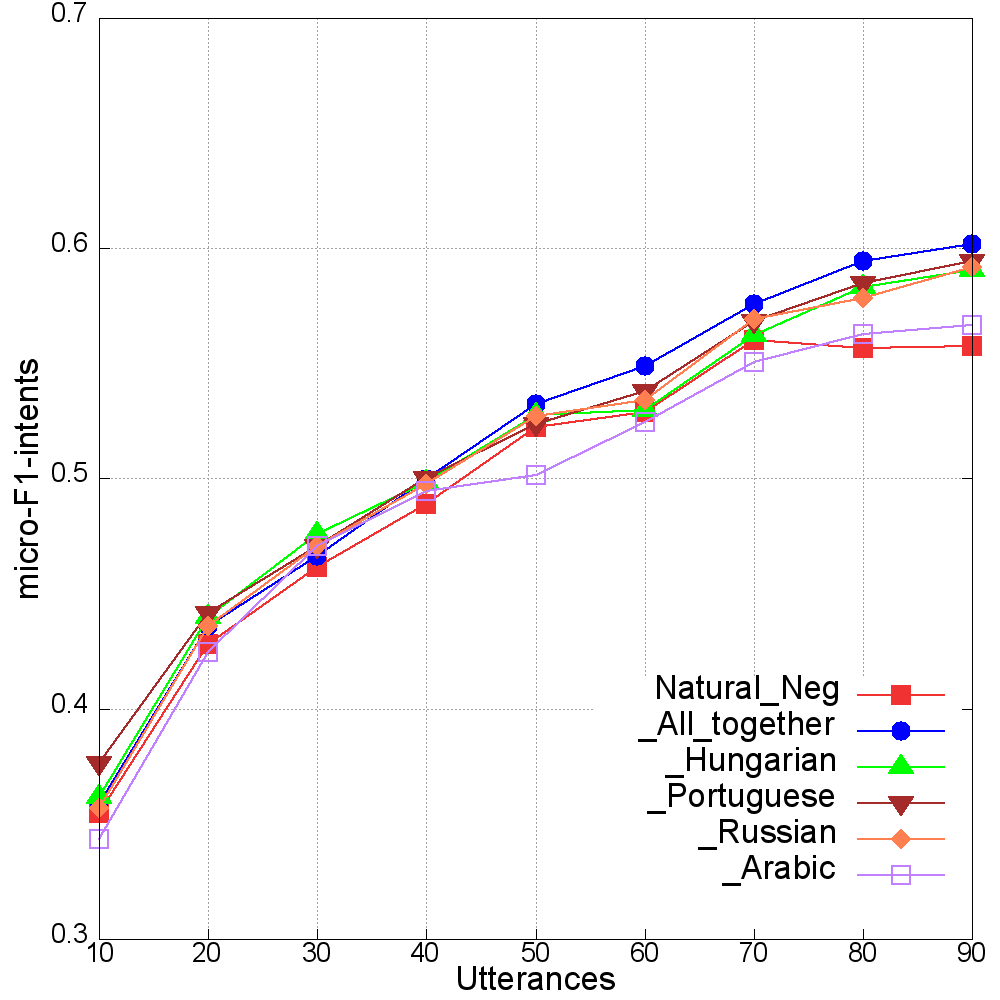 0.7
0.6
0.5
0.4
0.3
micro-F1-intents
10 20 30 40 50 60 70 80 90
Utterances
Natural_Neg
_All_together
_Hungarian
_Portuguese
_Russian
_Arabic